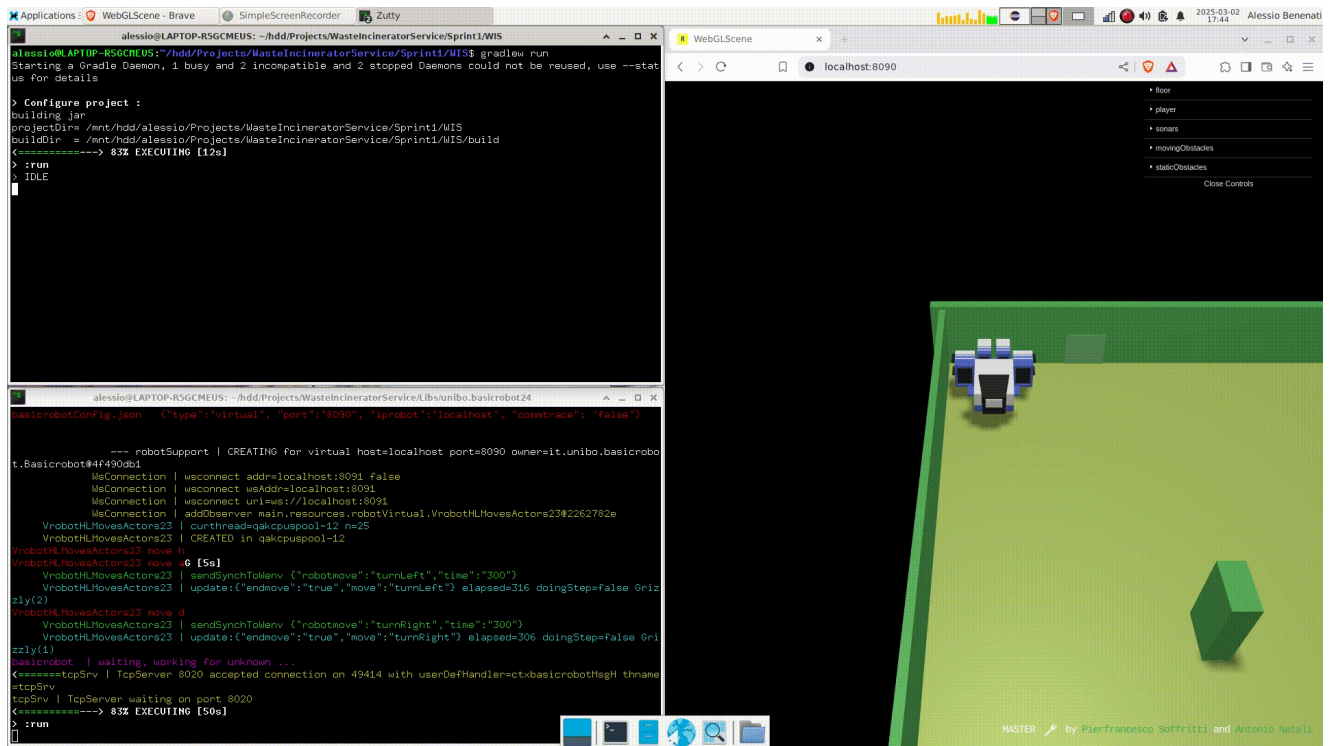 Applications
WebGLScene - Brave
SimpleScreenRecorder
Zutty
2025-03-02
17:44
Alessio Benenati
alessio@LAPTOP-R5GCMEUS: ~/hdd/Projects/WasteIncineratorService/Sprint1/WIS
alessio@LAPTOP-R5GCMEUS:~/hdd/Projects/WasteIncineratorService/Sprint1/WIS$ gradlew run
Starting a Gradle Daemon, 1 busy and 2 incompatible and 2 stopped Daemons could not be reused, use --stat
us for details
> Configure project :
building jar
projectDir= /mnt/hdd/alessio/Projects/WasteIncineratorService/Sprint1/WIS
buildDir  = /mnt/hdd/alessio/Projects/WasteIncineratorService/Sprint1/WIS/build
<==========---> 83% EXECUTING [12s]
> :run
> IDLE
alessio@LAPTOP-R5GCMEUS: ~/hdd/Projects/WasteIncineratorService/Libs/unibo.basicrobot24
basicrobotConfig.json   {"type":"virtual", "port":"8090", "iprobot":"localhost", "commtrace": "false"}
--- robotSupport | CREATING for virtual host=localhost port=8090 owner=it.unibo.basicrobo
t.Basicrobot@4f490db1
WsConnection | wsconnect addr=localhost:8091 false
WsConnection | wsconnect wsAddr=localhost:8091
WsConnection | wsconnect uri=ws://localhost:8091
WsConnection | addObserver main.resources.robotVirtual.VrobotHLMovesActors23@2262782e
VrobotHLMovesActors23 | curthread=qakcpuspool-12 n=25
VrobotHLMovesActors23 | CREATED in qakcpuspool-12
VrobotHLMovesActors23 move h
VrobotHLMovesActors23 move aG [5s]
VrobotHLMovesActors23 | sendSynchToWenv {"robotmove":"turnLeft","time":"300"}
VrobotHLMovesActors23 | update:{"endmove":"true","move":"turnLeft"} elapsed=316 doingStep=false Griz
zly(2)
VrobotHLMovesActors23 move d
VrobotHLMovesActors23 | sendSynchToWenv {"robotmove":"turnRight","time":"300"}
VrobotHLMovesActors23 | update:{"endmove":"true","move":"turnRight"} elapsed=306 doingStep=false Gri
zzly(1)
basicrobot  | waiting, working for unknown ...
<=======tcpSrv | TcpServer 8020 accepted connection on 49414 with userDefHandler=ctxbasicrobotMsgH thname
=tcpSrv
tcpSrv | TcpServer waiting on port 8020
<==========---> 83% EXECUTING [50s]
> :run
WebGLScene
localhost:8090
floor
player
sonars
movingObstacles
staticObstacles
Close Controls
MASTER by Pierfrancesco Soffritti and Antonio Natali